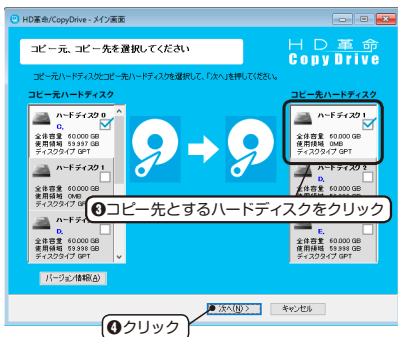 HD革命/CopyDrive - メイン画面
コピー元、コピー先を選択してください
HD革命
CopyDrive
コピー元ハードディスクとコピー先ハードディスクを選択して、「次へ」を押してください。
コピー元ハードディスク
ハードディスク 0
C,
全体容量 60.000 GB
使用領域 59.997 GB
ディスクタイプ GPT
ハードディスク 1
全体容量 60.000 GB
使用領域 0MB
ディスクタイプ GPT
D,
全体容量 60.000 GB
使用領域 59.998 GB
ディスクタイプ GPT
コピー先ハードディスク
ハードディスク 1
全体容量 60.000 GB
使用領域 0MB
ディスクタイプ GPT
ハードディスク 2
D,
❸コピー先とするハードディスクをクリック
E,
全体容量 60.000 GB
使用領域 59.998 GB
ディスクタイプ GPT
バージョン情報(A)
次へ(N) >
キャンセル
❹クリック